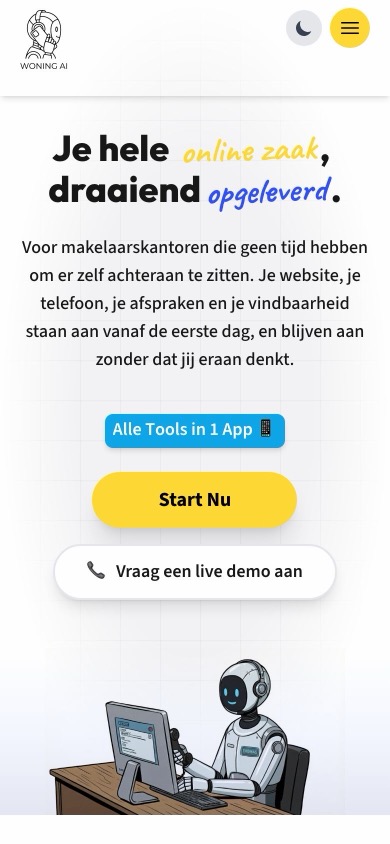 WONING AI
Je hele online zaak,
draaiend opgeleverd.
Voor makelaarskantoren die geen tijd hebben
om er zelf achteraan te zitten. Je website, je
telefoon, je afspraken en je vindbaarheid
staan aan vanaf de eerste dag, en blijven aan
zonder dat jij eraan denkt.
Alle Tools in 1 App
Start Nu
Vraag een live demo aan